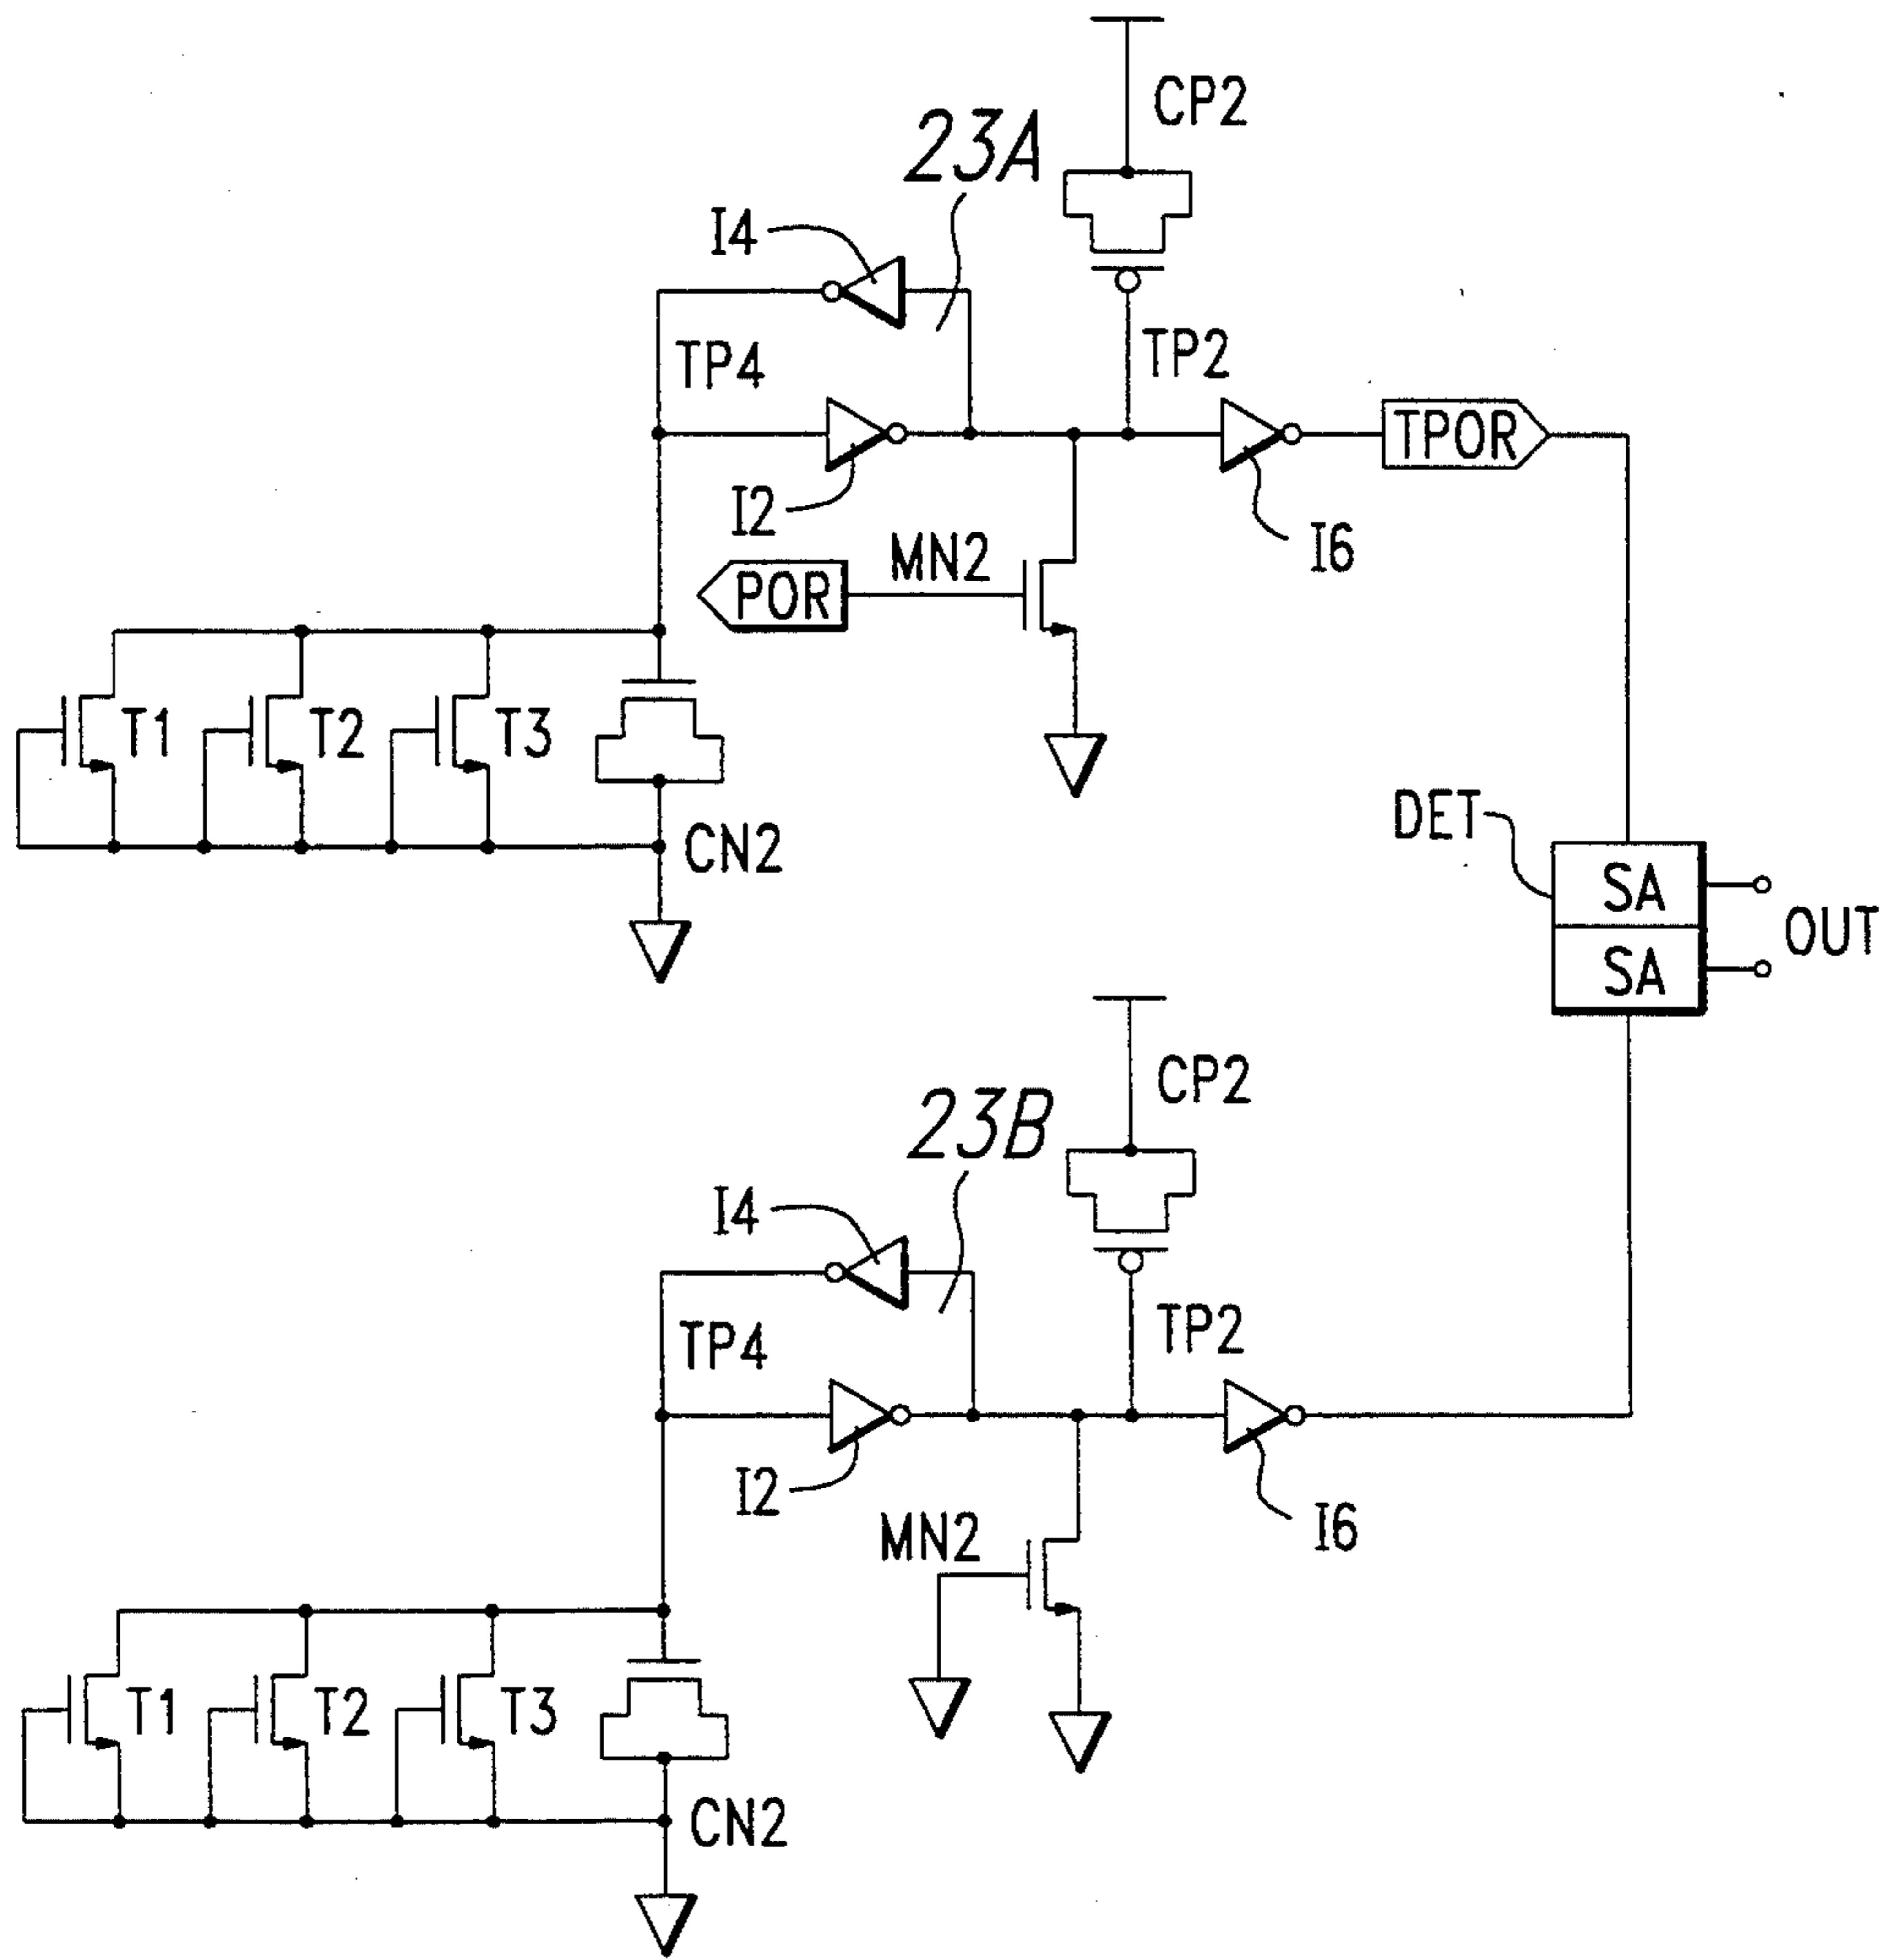 CP2
23A
I4
TP4
TP2
TPOR
I2
I6
MN2
POR
T1
T2
T3
CN2
DET
SA
SA
OUT
CP2
23B
I4
TP4
TP2
I2
I6
MN2
T1
T2
T3
CN2